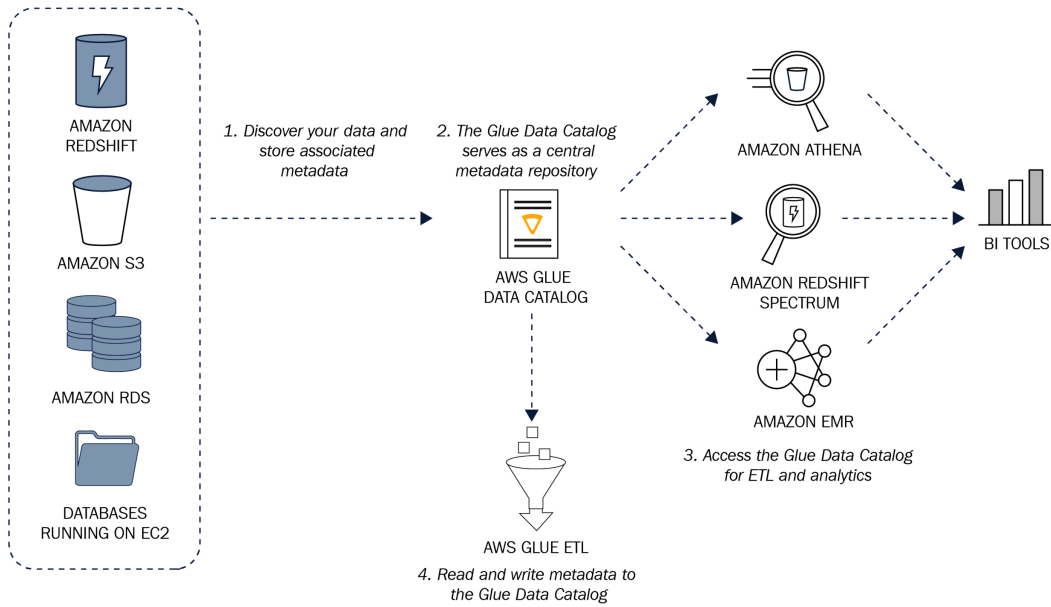 AMAZON
REDSHIFT
AMAZON S3
AMAZON RDS
DATABASES
RUNNING ON EC2
1. Discover your data and
store associated
metadata
2. The Glue Data Catalog
serves as a central
metadata repository
AWS GLUE
DATA CATALOG
AWS GLUE ETL
4. Read and write metadata to
the Glue Data Catalog
AMAZON ATHENA
AMAZON REDSHIFT
SPECTRUM
AMAZON EMR
3. Access the Glue Data Catalog
for ETL and analytics
BI TOOLS